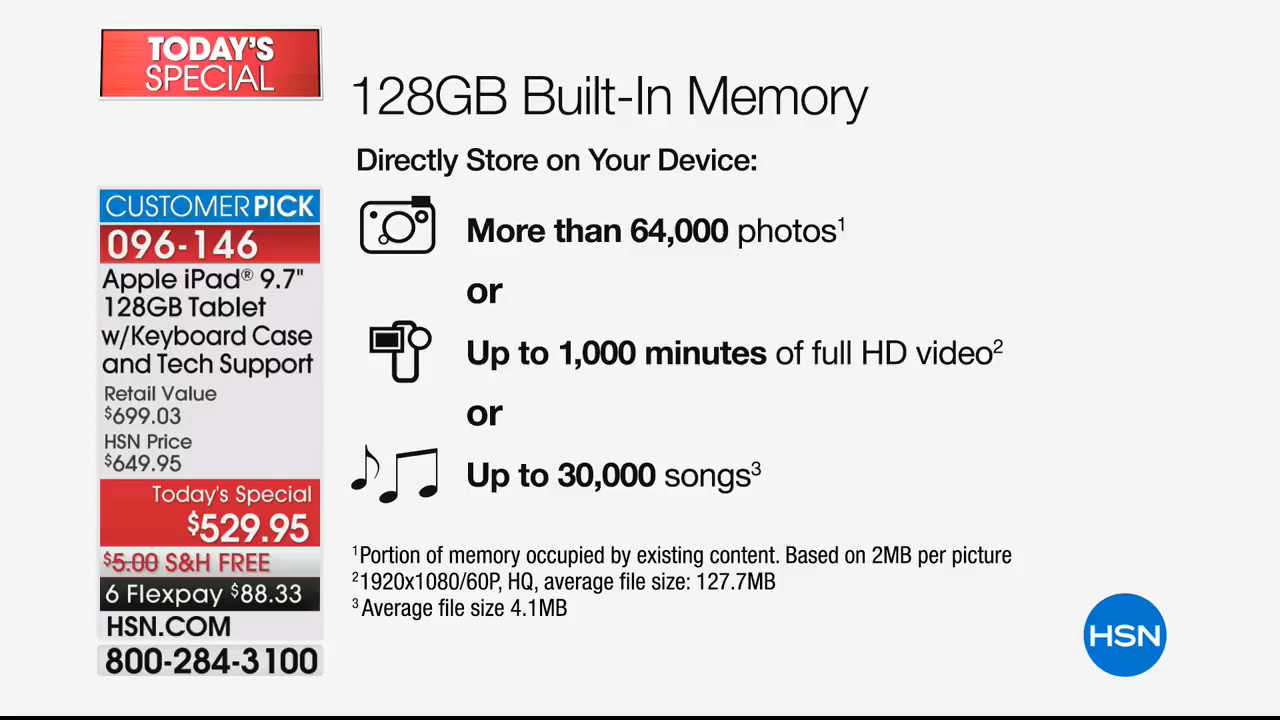 TODAY'S
SPECIAL
128GB Built-In Memory
Directly Store on Your Device:
More than 64,000 photos¹
or
Up to 1,000 minutes of full HD video²
or
Up to 30,000 songs³
¹Portion of memory occupied by existing content. Based on 2MB per picture
²1920x1080/60P, HQ, average file size: 127.7MB
³Average file size 4.1MB
CUSTOMER PICK
096-146
Apple iPad® 9.7"
128GB Tablet
w/Keyboard Case
and Tech Support
Retail Value
$699.03
HSN Price
$649.95
Today's Special
$529.95
$5.00 S&H FREE
6 Flexpay $88.33
HSN.COM
800-284-3100
HSN